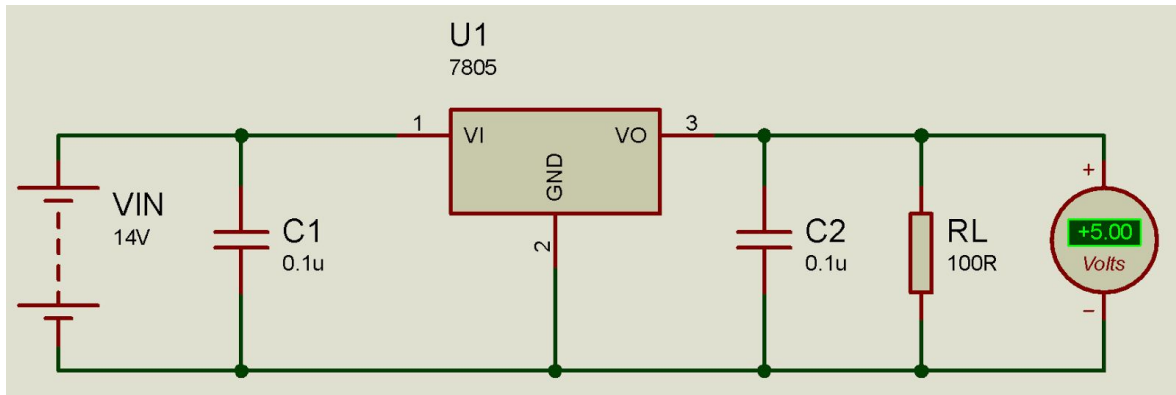 U1
7805
1
VI
VO
3
GND
2
VIN
14V
C1
0.1u
C2
0.1u
RL
100R
+
+5.00
Volts
−